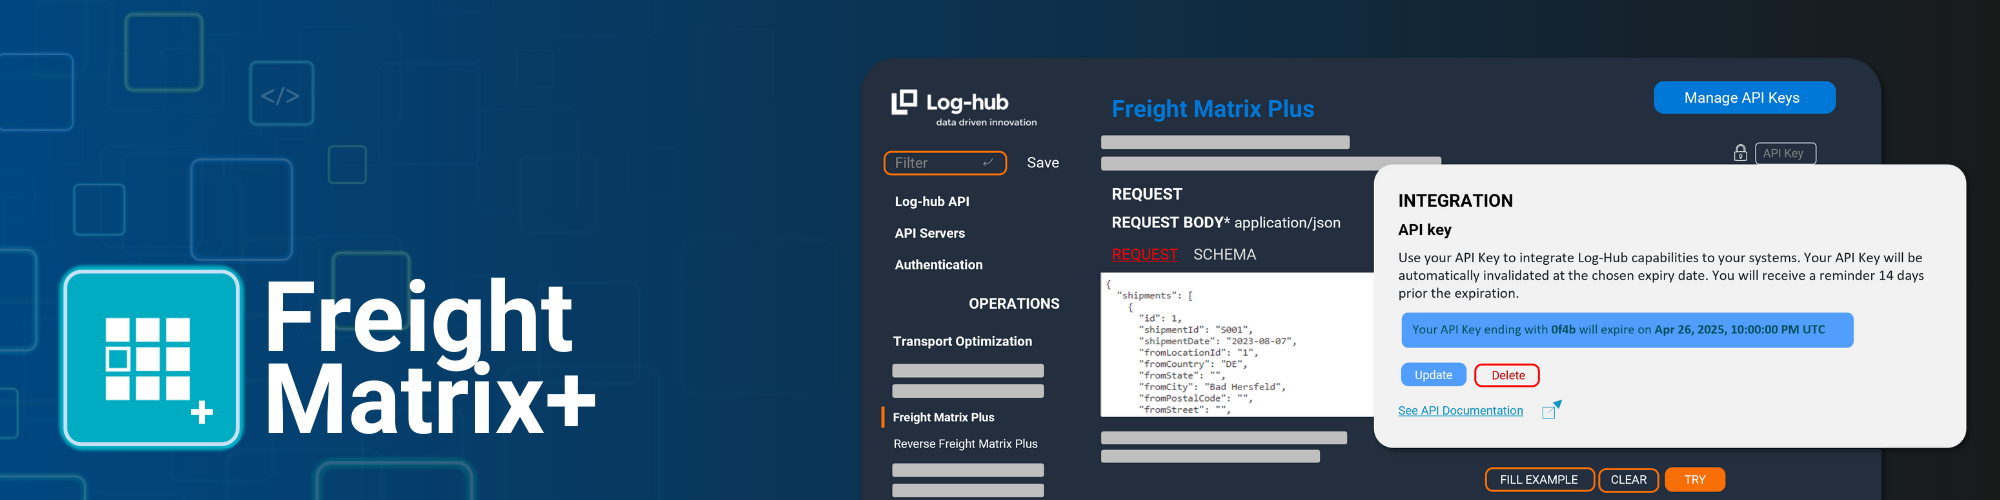 </>
Freight
Matrix+
+
Log-hub
data driven innovation
Filter
Save
Log-hub API
API Servers
Authentication
OPERATIONS
Transport Optimization
Freight Matrix Plus
Reverse Freight Matrix Plus
Freight Matrix Plus
Manage API Keys
API Key
REQUEST
REQUEST BODY* application/json
REQUEST SCHEMA
{
"shipments": [
{
"id": 1,
"shipmentId": "S001",
"shipmentDate": "2023-08-07",
"fromLocationId": "1",
"fromCountry": "DE",
"fromState": "",
"fromCity": "Bad Hersfeld",
"fromPostalCode": "",
"fromStreet": "",
INTEGRATION
API key
Use your API Key to integrate Log-Hub capabilities to your systems. Your API Key will be
automatically invalidated at the chosen expiry date. You will receive a reminder 14 days
prior the expiration.
Your API Key ending with 0f4b will expire on Apr 26, 2025, 10:00:00 PM UTC
Update
Delete
See API Documentation
FILL EXAMPLE
CLEAR
TRY